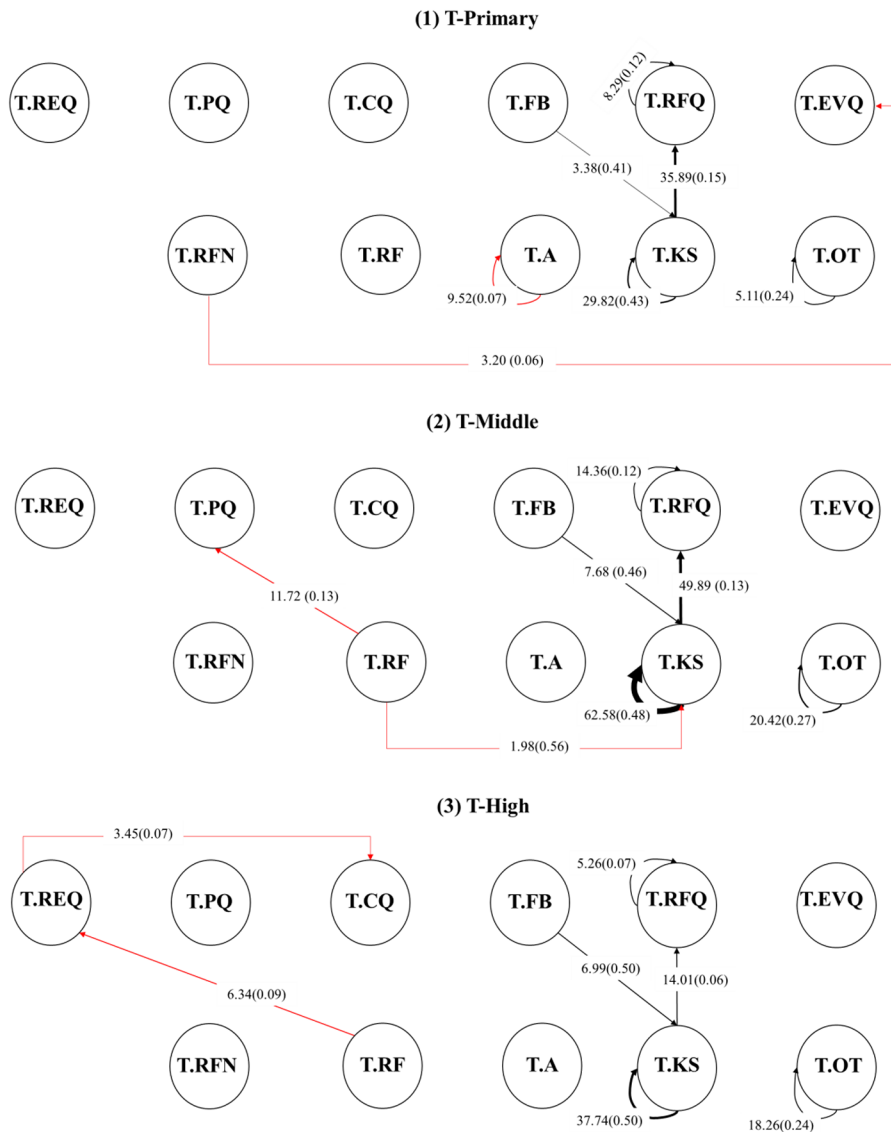 (1) T-Primary
T.REQ
T.PQ
T.CQ
T.FB
T.RFQ
T.EVQ
8.29(0.12)
3.38(0.41)
35.89(0.15)
T.RFN
T.RF
T.A
T.KS
T.OT
9.52(0.07)
29.82(0.43)
5.11(0.24)
3.20 (0.06)
(2) T-Middle
14.36(0.12)
T.REQ
T.PQ
T.CQ
T.FB
T.RFQ
T.EVQ
7.68 (0.46)
49.89 (0.13)
11.72 (0.13)
T.RFN
T.RF
T.A
T.KS
T.OT
62.58(0.48)
20.42(0.27)
1.98(0.56)
(3) T-High
3.45(0.07)
5.26(0.07)
T.REQ
T.PQ
T.CQ
T.FB
T.RFQ
T.EVQ
6.99(0.50)
14.01(0.06)
6.34(0.09)
T.RFN
T.RF
T.A
T.KS
T.OT
37.74(0.50)
18.26(0.24)